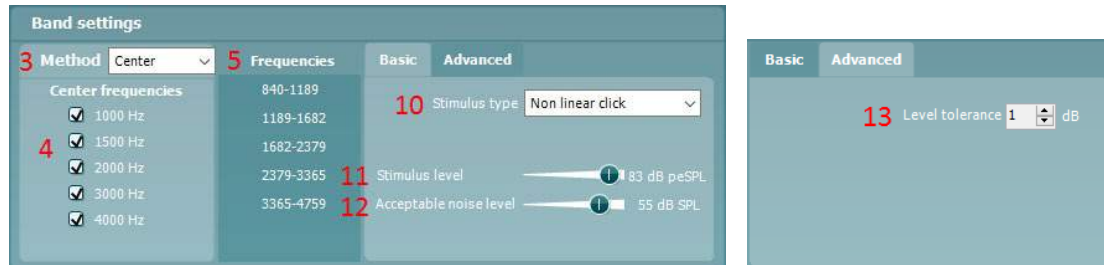 Band settings
3 Method Center
5 Frequencies
Basic Advanced
Center frequencies
4
1000 Hz
1500 Hz
2000 Hz
3000 Hz
4000 Hz
840-1189
1189-1682
1682-2379
2379-3365
3365-4759
10 Stimulus type Non linear click
11 Stimulus level 83 dB peSPL
12 Acceptable noise level 55 dB SPL
Basic Advanced
13 Level tolerance 1 dB